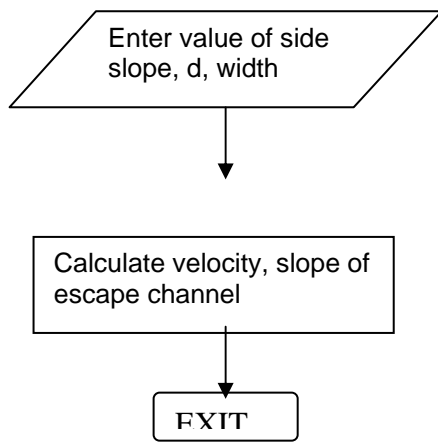 Enter value of side
slope, d, width
Calculate velocity, slope of
escape channel
EXIT